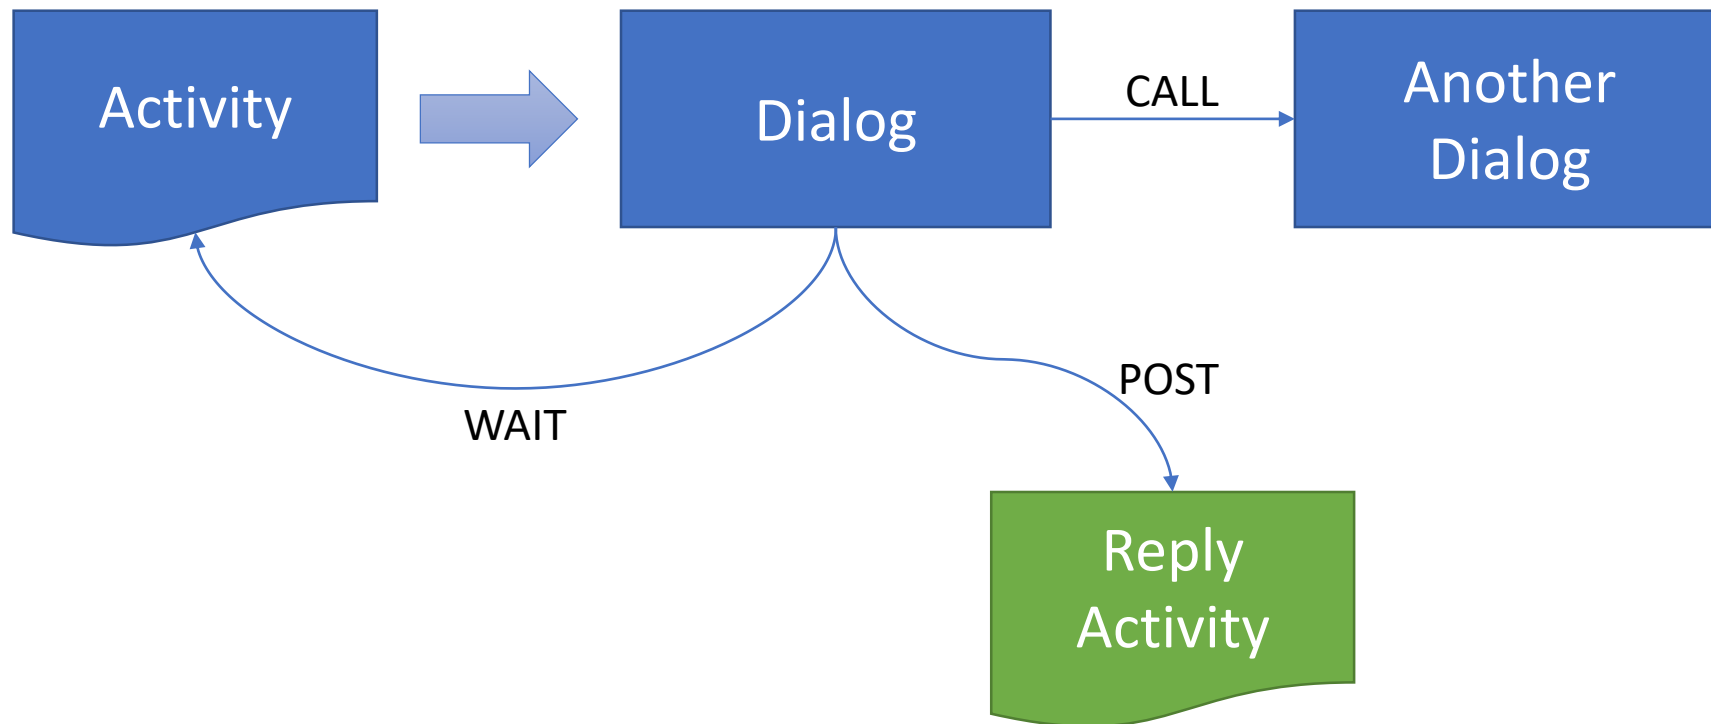 Activity
Dialog
CALL
Another
Dialog
WAIT
POST
Reply
Activity